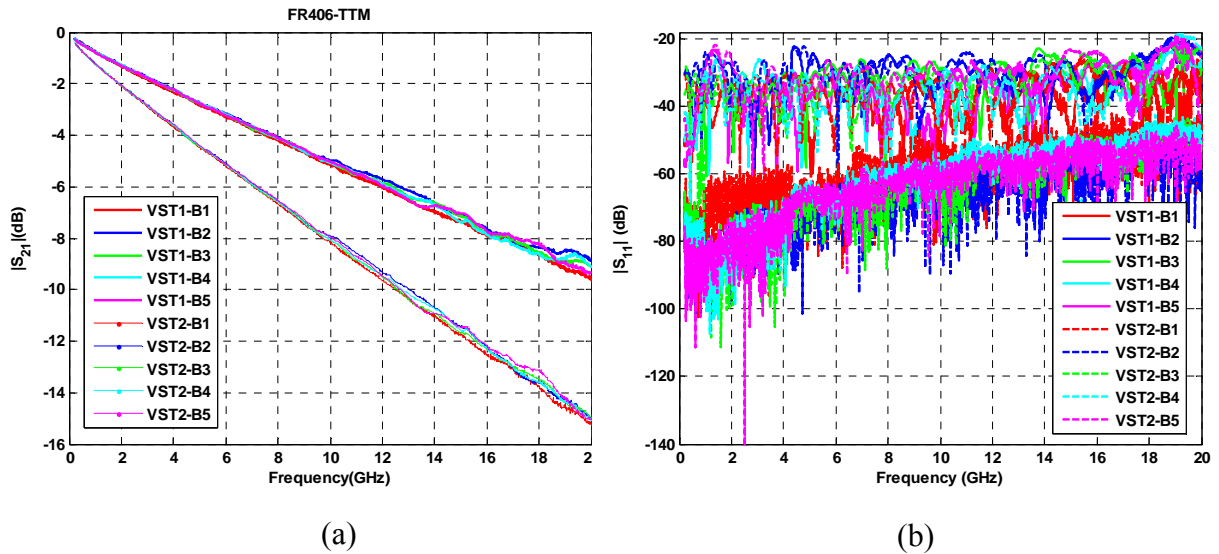 FR406-TTM
0
-2
-4
-6
-8
-10
-12
-14
-16
|S21|(dB)
0 2 4 6 8 10 12 14 16 18 2
Frequency(GHz)
VST1-B1
VST1-B2
VST1-B3
VST1-B4
VST1-B5
VST2-B1
VST2-B2
VST2-B3
VST2-B4
VST2-B5
(a)
-20
-40
-60
-80
-100
-120
-140
|S11| (dB)
0 2 4 6 8 10 12 14 16 18 20
Frequency (GHz)
VST1-B1
VST1-B2
VST1-B3
VST1-B4
VST1-B5
VST2-B1
VST2-B2
VST2-B3
VST2-B4
VST2-B5
(b)